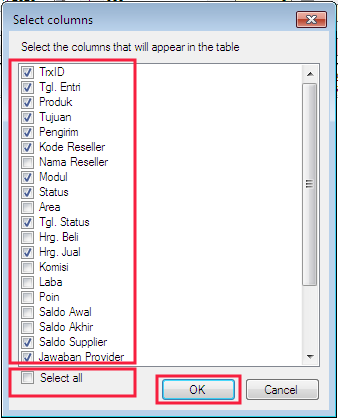 Select columns
Select the columns that will appear in the table
TrxID
Tgl. Entri
Produk
Tujuan
Pengirim
Kode Reseller
Nama Reseller
Modul
Status
Area
Tgl. Status
Hrg. Beli
Hrg. Jual
Komisi
Laba
Poin
Saldo Awal
Saldo Akhir
Saldo Supplier
Jawaban Provider
Select all
OK
Cancel